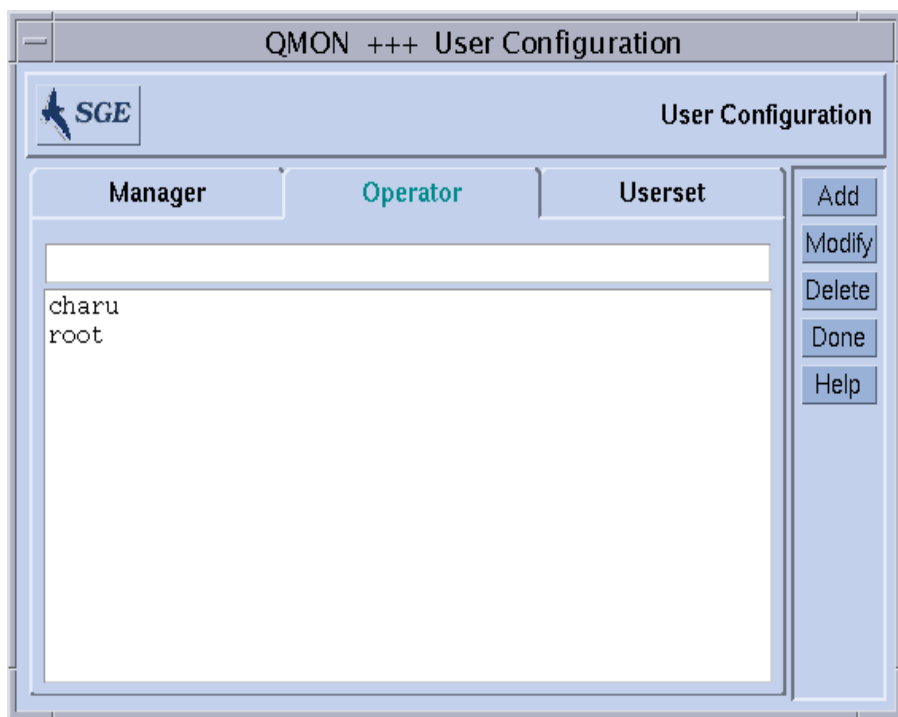 QMON +++ User Configuration
SGE
User Configuration
Manager
Operator
Userset
charu
root
Add
Modify
Delete
Done
Help